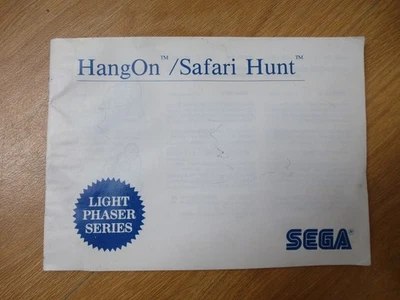 HangOn™/Safari Hunt™
LIGHT
PHASER
SERIES
SEGA